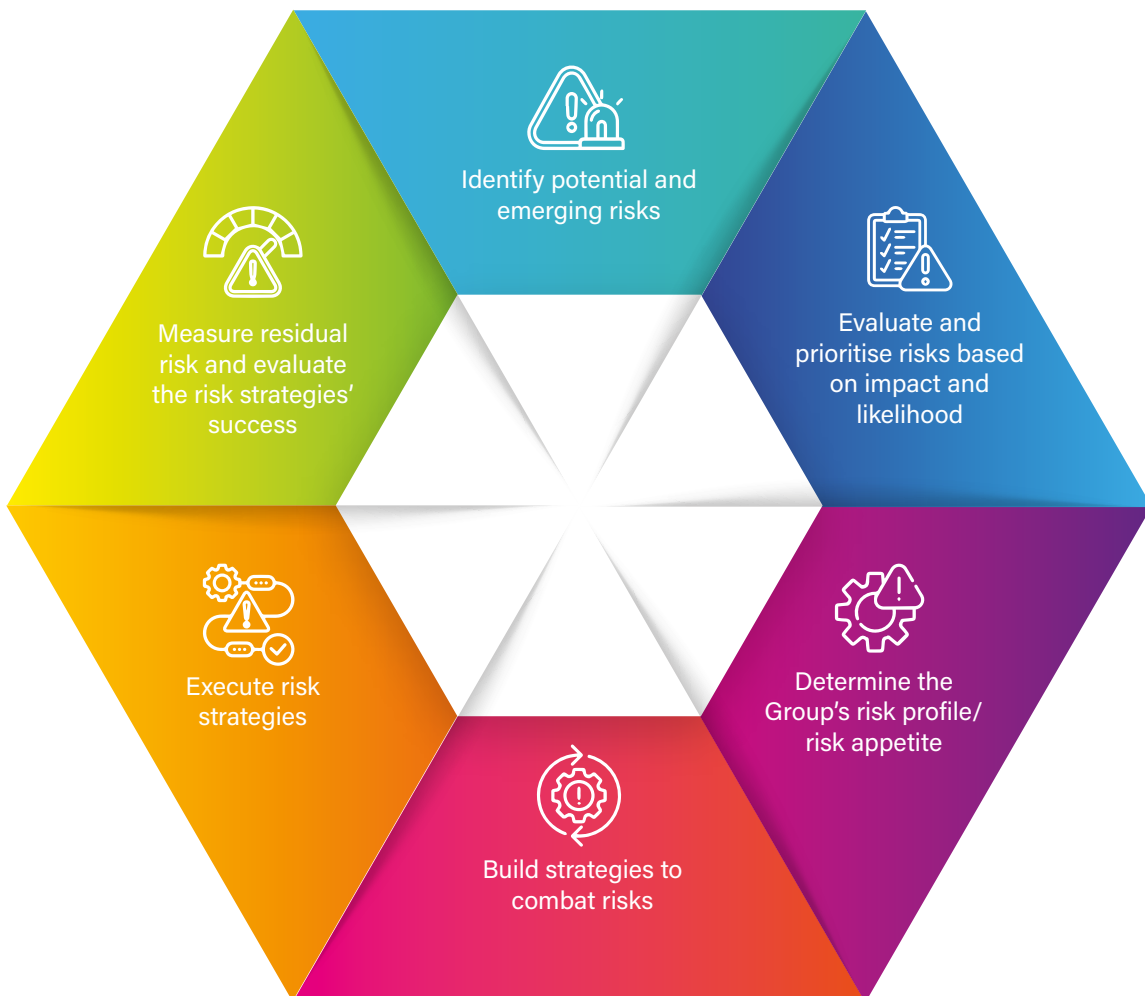 Identify potential and
emerging risks
Evaluate and
prioritise risks based
on impact and
likelihood
Determine the
Group's risk profile/
risk appetite
Build strategies to
combat risks
Execute risk
strategies
Measure residual
risk and evaluate
the risk strategies'
success